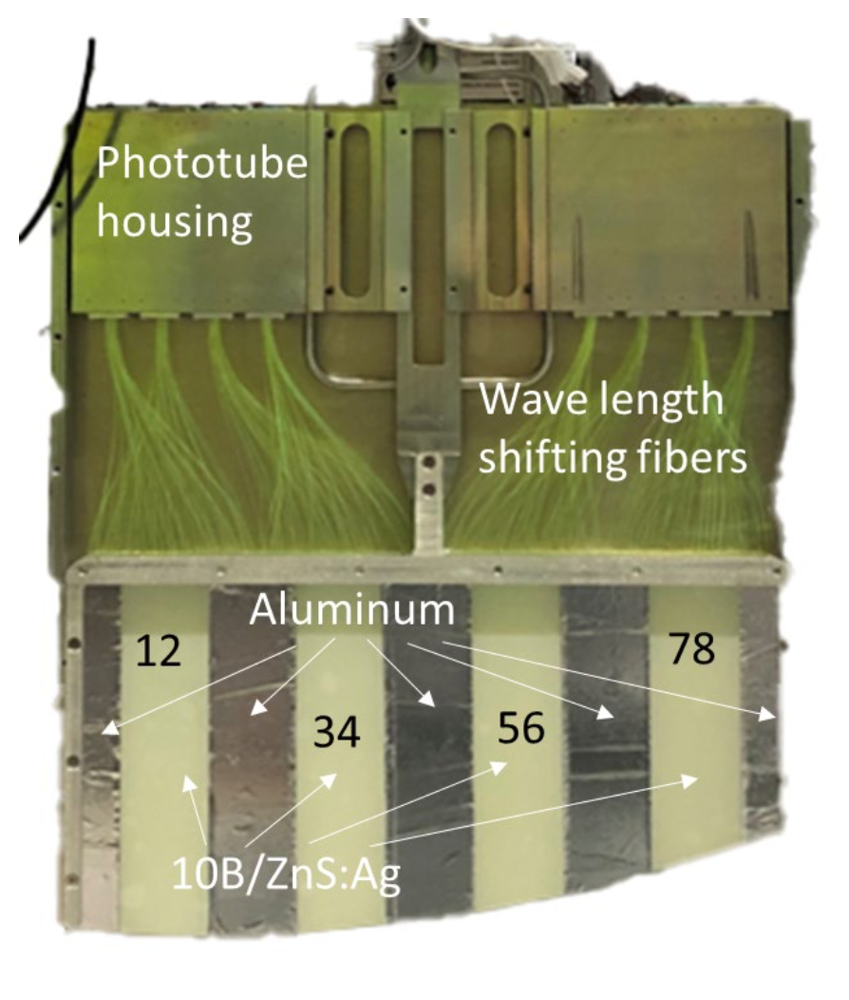 Phototube
housing
Wave length
shifting fibers
Aluminum
12
78
34
56
10B/ZnS:Ag